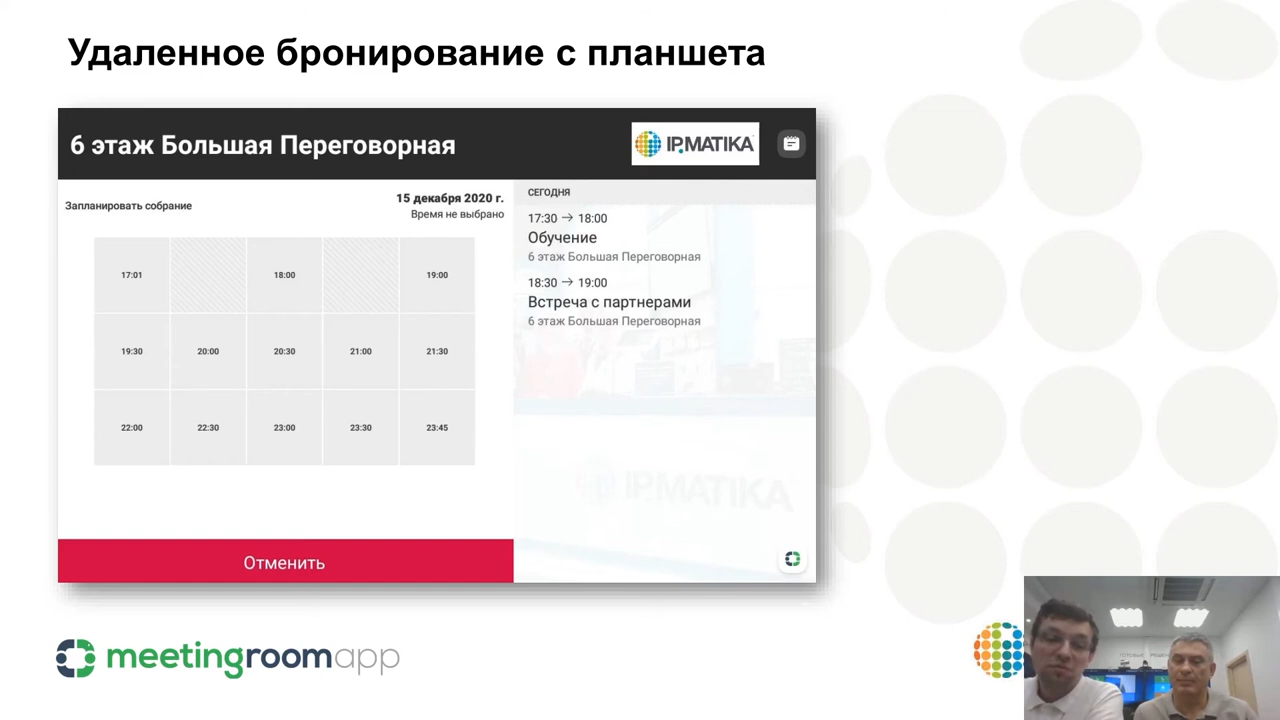 Удаленное бронирование с планшета
6 этаж Большая Переговорная
IP.MATIKA
Запланировать собрание
15 декабря 2020 г.
Время не выбрано
17:01
18:00
19:00
19:30
20:00
20:30
21:00
21:30
22:00
22:30
23:00
23:30
23:45
Отменить
СЕГОДНЯ
17:30 → 18:00
Обучение
6 этаж Большая Переговорная
18:30 → 19:00
Встреча с партнерами
6 этаж Большая Переговорная
IP.MATIKA
meetingroomapp